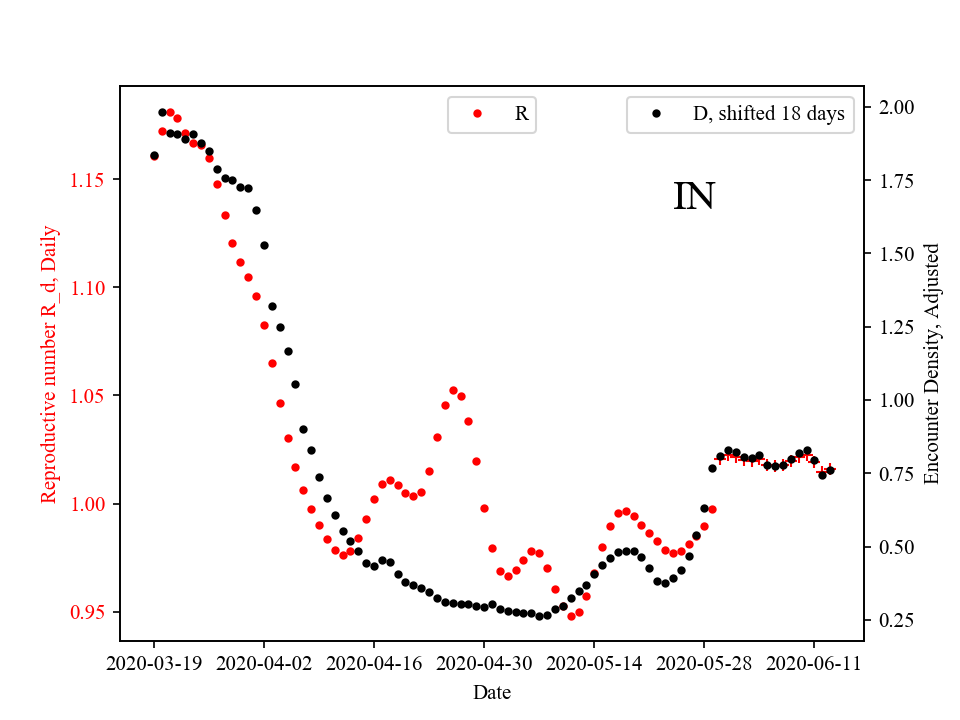 R
D, shifted 18 days
IN
Reproductive number R_d, Daily
1.15
1.10
1.05
1.00
0.95
2.00
1.75
1.50
1.25
1.00
0.75
0.50
0.25
Encounter Density, Adjusted
2020-03-19 2020-04-02 2020-04-16 2020-04-30 2020-05-14 2020-05-28 2020-06-11
Date